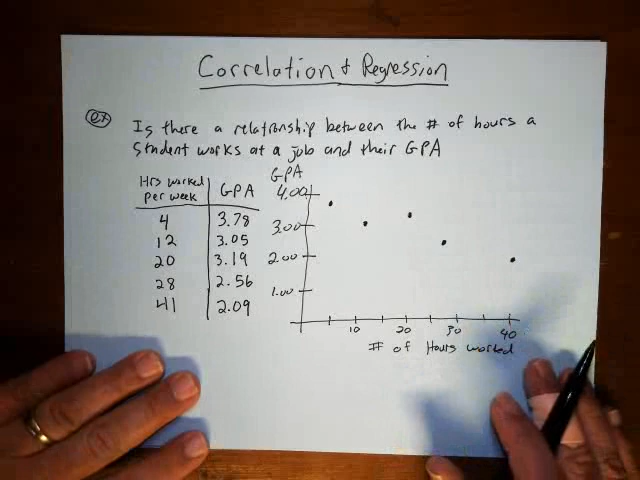 Correlation & Regression
ex
Is there a relationship between the # of hours a
student works at a job and their GPA
Hrs worked per week GPA
4 3.78
12 3.05
20 3.19
28 2.56
41 2.09
GPA
4.00
3.00
2.00
1.00
10 20 30 40
# of Hours worked